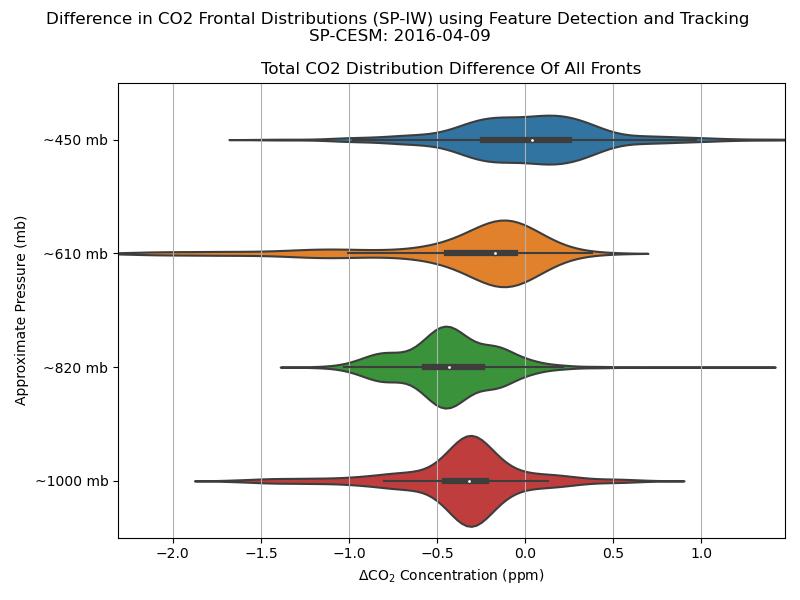 Difference in CO2 Frontal Distributions (SP-IW) using Feature Detection and Tracking
SP-CESM: 2016-04-09
Total CO2 Distribution Difference Of All Fronts
~450 mb
~610 mb
~820 mb
~1000 mb
Approximate Pressure (mb)
−2.0 −1.5 −1.0 −0.5 0.0 0.5 1.0
ΔCO₂ Concentration (ppm)